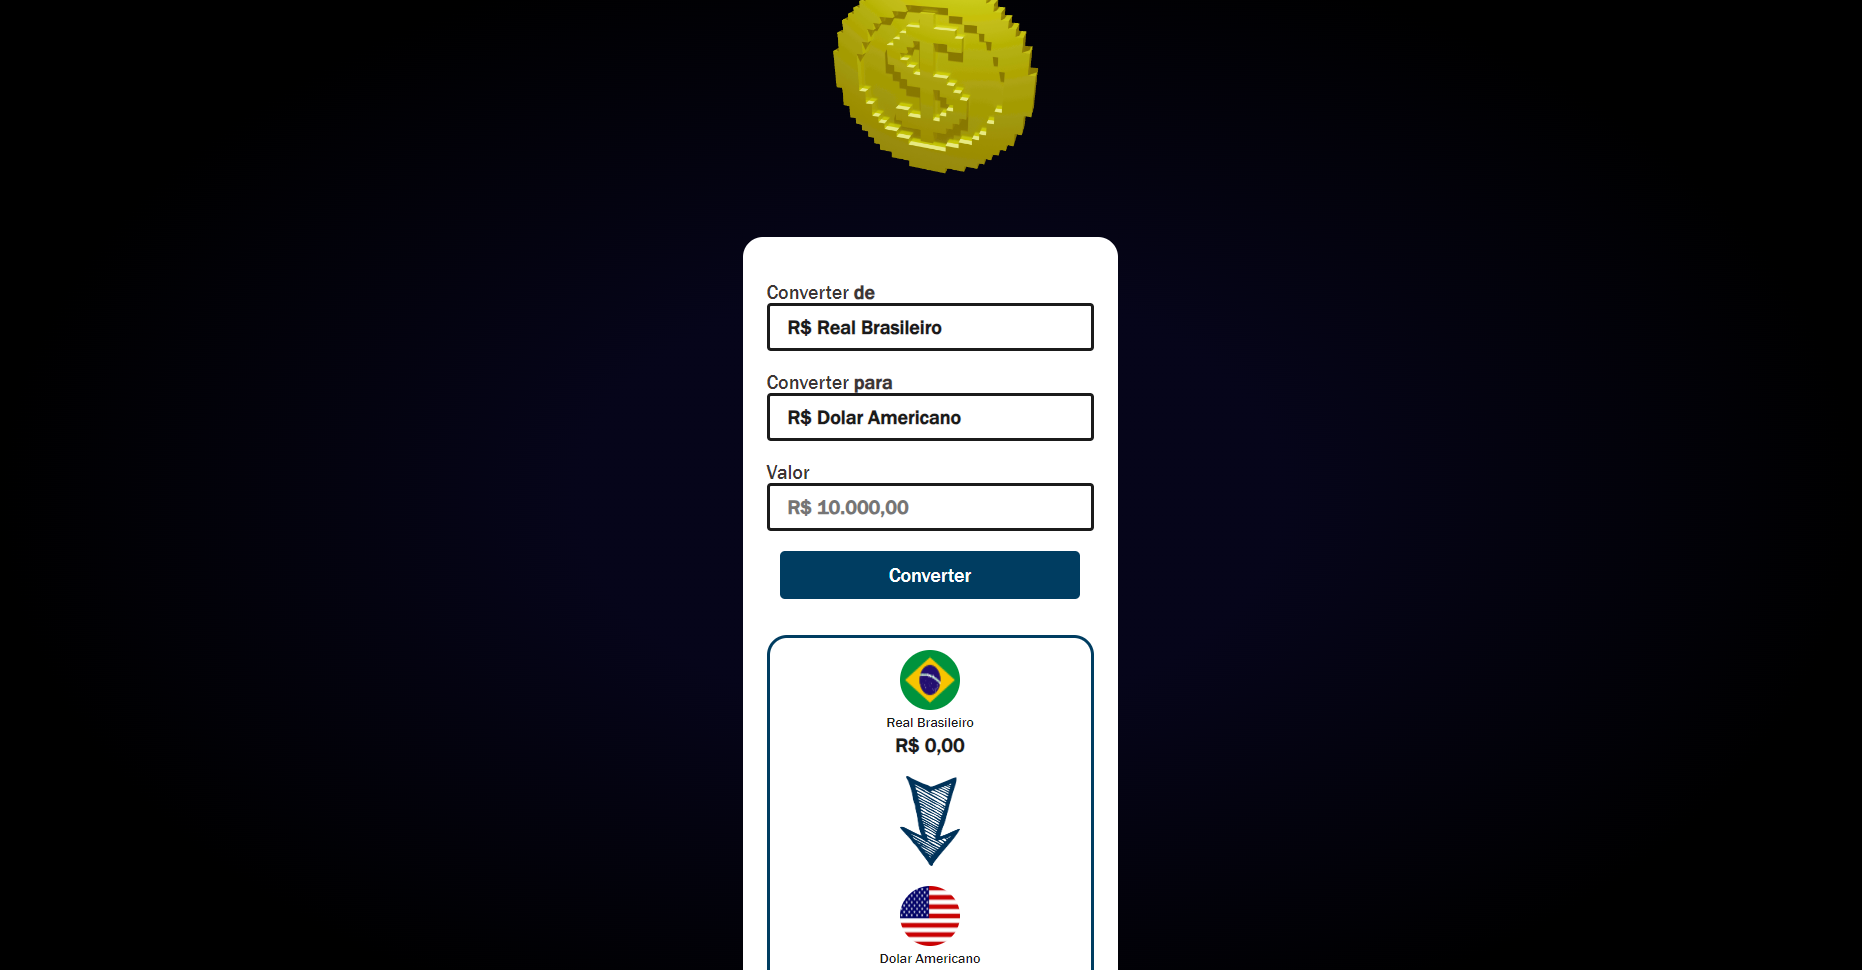 $
Converter de
R$ Real Brasileiro
Converter para
R$ Dolar Americano
Valor
R$ 10.000,00
Converter
Real Brasileiro
R$ 0,00
Dolar Americano